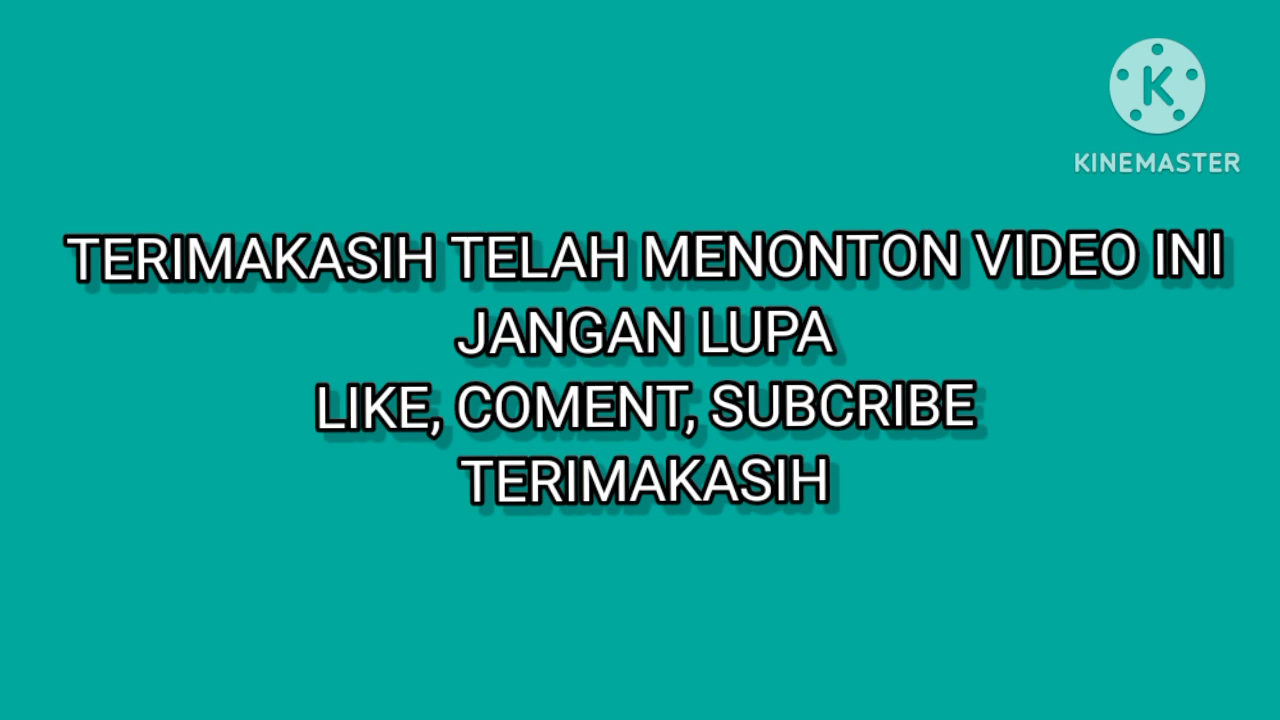 K
KINEMASTER
TERIMAKASIH TELAH MENONTON VIDEO INI
JANGAN LUPA
LIKE, COMENT, SUBCRIBE
TERIMAKASIH